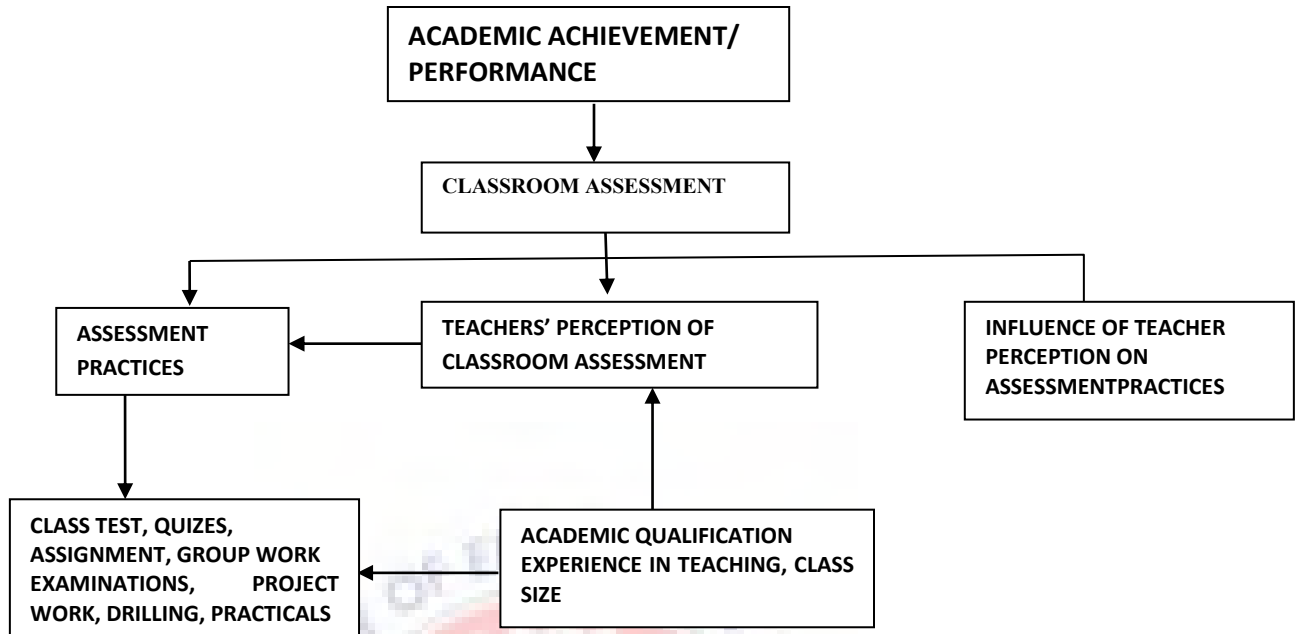 ACADEMIC ACHIEVEMENT/
PERFORMANCE
CLASSROOM ASSESSMENT
ASSESSMENT
PRACTICES
TEACHERS’ PERCEPTION OF
CLASSROOM ASSESSMENT
INFLUENCE OF TEACHER
PERCEPTION ON
ASSESSMENTPRACTICES
CLASS TEST, QUIZES,
ASSIGNMENT, GROUP WORK
EXAMINATIONS, PROJECT
WORK, DRILLING, PRACTICALS
ACADEMIC QUALIFICATION
EXPERIENCE IN TEACHING, CLASS
SIZE
OF